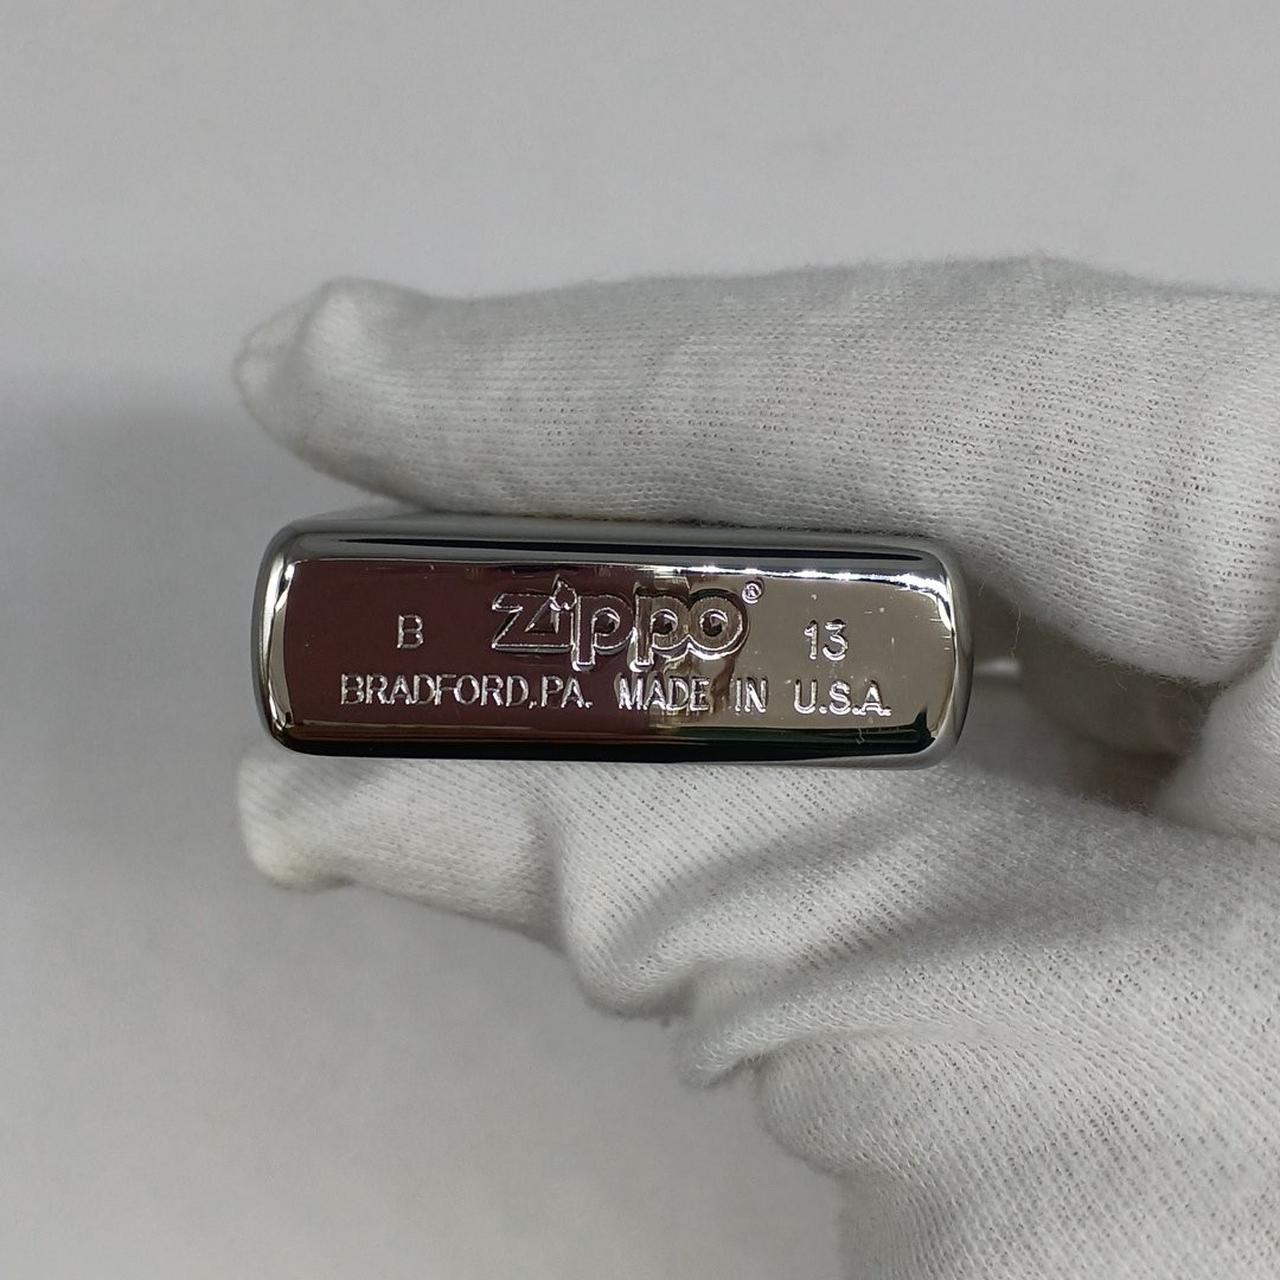 B Zippo® 13
BRADFORD,PA. MADE IN U.S.A.